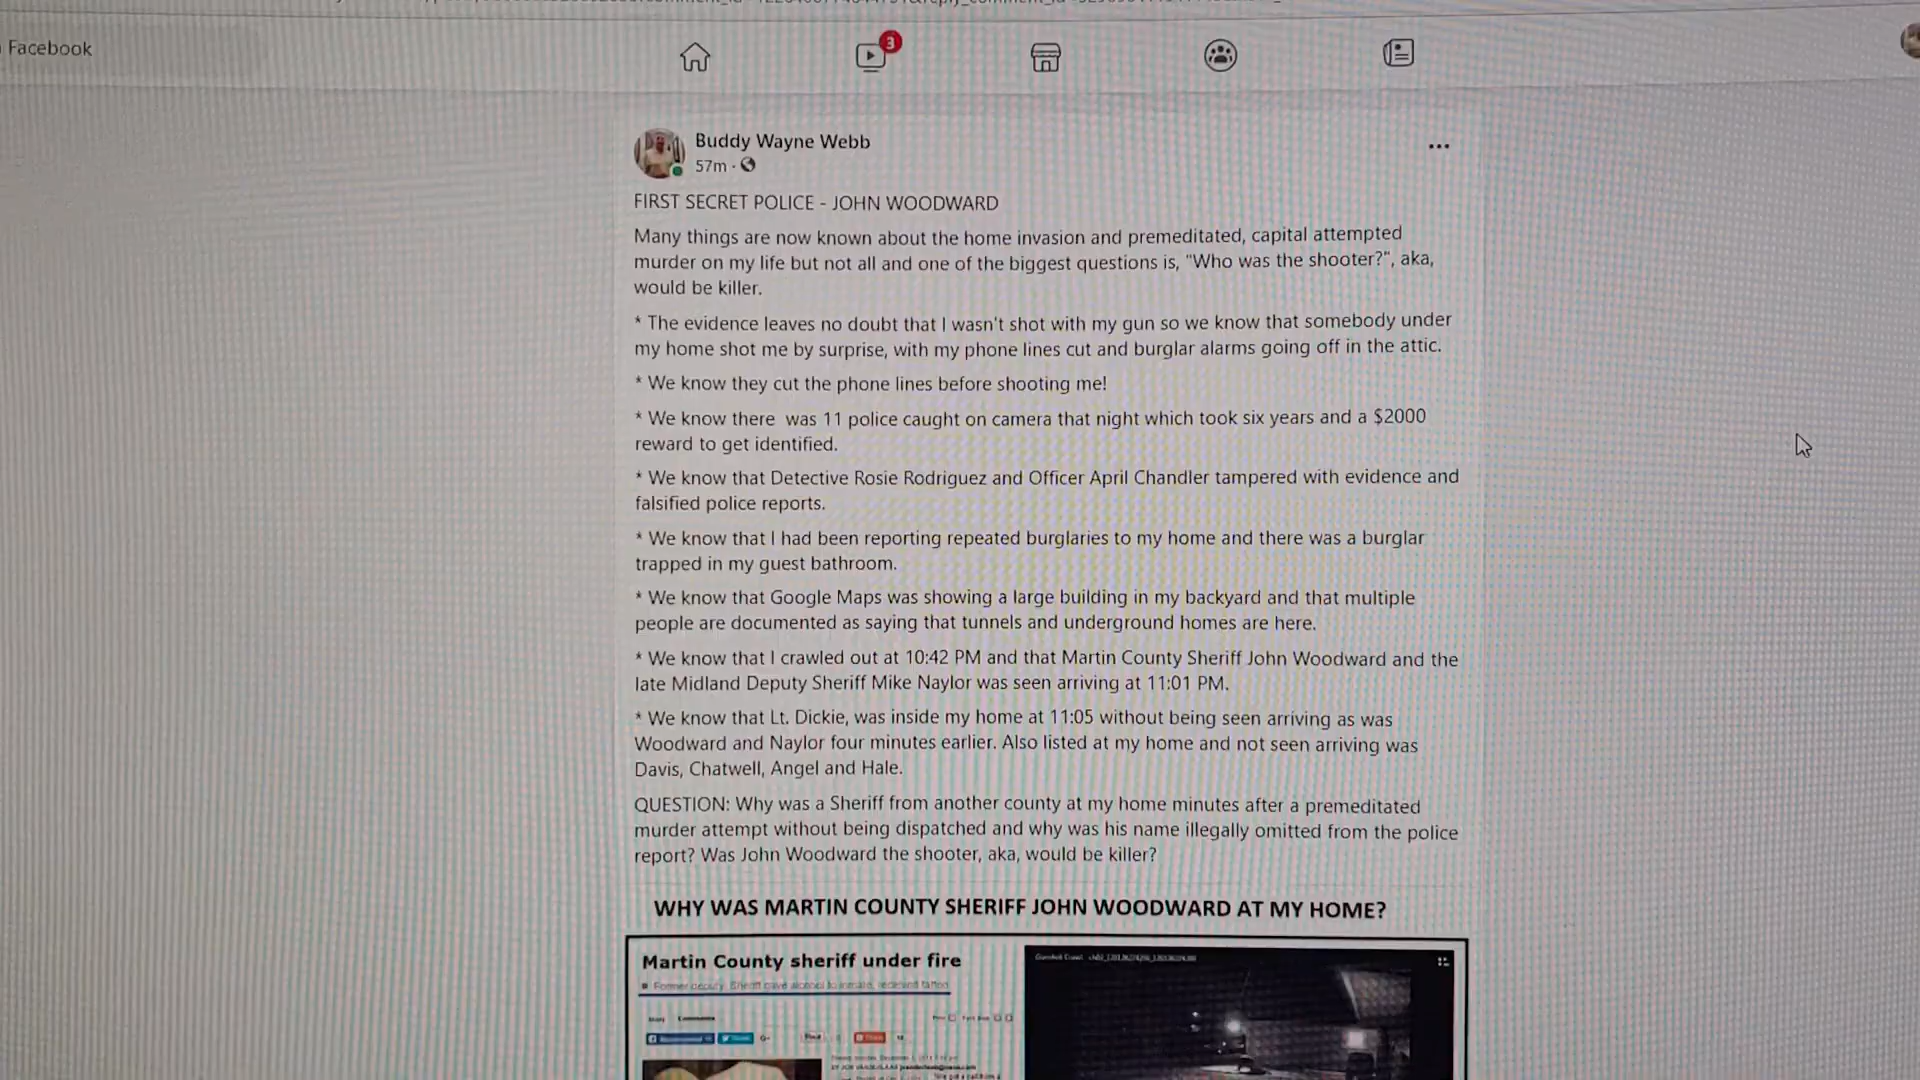 Facebook
3
Buddy Wayne Webb
57m ·
FIRST SECRET POLICE - JOHN WOODWARD
Many things are now known about the home invasion and premeditated, capital attempted
murder on my life but not all and one of the biggest questions is, "Who was the shooter?", aka,
would be killer.
* The evidence leaves no doubt that I wasn't shot with my gun so we know that somebody under
my home shot me by surprise, with my phone lines cut and burglar alarms going off in the attic.
* We know they cut the phone lines before shooting me!
* We know there was 11 police caught on camera that night which took six years and a $2000
reward to get identified.
* We know that Detective Rosie Rodriguez and Officer April Chandler tampered with evidence and
falsified police reports.
* We know that I had been reporting repeated burglaries to my home and there was a burglar
trapped in my guest bathroom.
* We know that Google Maps was showing a large building in my backyard and that multiple
people are documented as saying that tunnels and underground homes are here.
* We know that I crawled out at 10:42 PM and that Martin County Sheriff John Woodward and the
late Midland Deputy Sheriff Mike Naylor was seen arriving at 11:01 PM.
* We know that Lt. Dickie, was inside my home at 11:05 without being seen arriving as was
Woodward and Naylor four minutes earlier. Also listed at my home and not seen arriving was
Davis, Chatwell, Angel and Hale.
QUESTION: Why was a Sheriff from another county at my home minutes after a premeditated
murder attempt without being dispatched and why was his name illegally omitted from the police
report? Was John Woodward the shooter, aka, would be killer?
WHY WAS MARTIN COUNTY SHERIFF JOHN WOODWARD AT MY HOME?
Martin County sheriff under fire
Former deputy: Sheriff gave alcohol to inmate, received tattoo